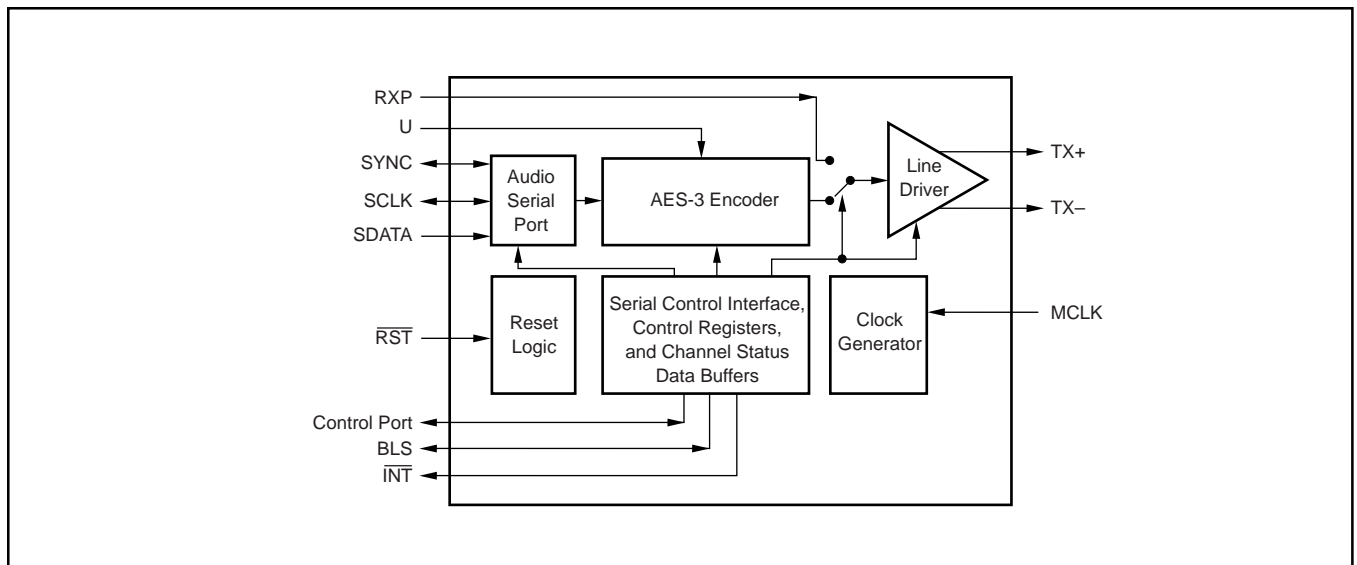 RXP
U
SYNC
SCLK
SDATA
RST
Control Port
BLS
INT
Audio
Serial
Port
AES-3 Encoder
Line
Driver
TX+
TX–
Reset
Logic
Serial Control Interface,
Control Registers,
and Channel Status
Data Buffers
Clock
Generator
MCLK